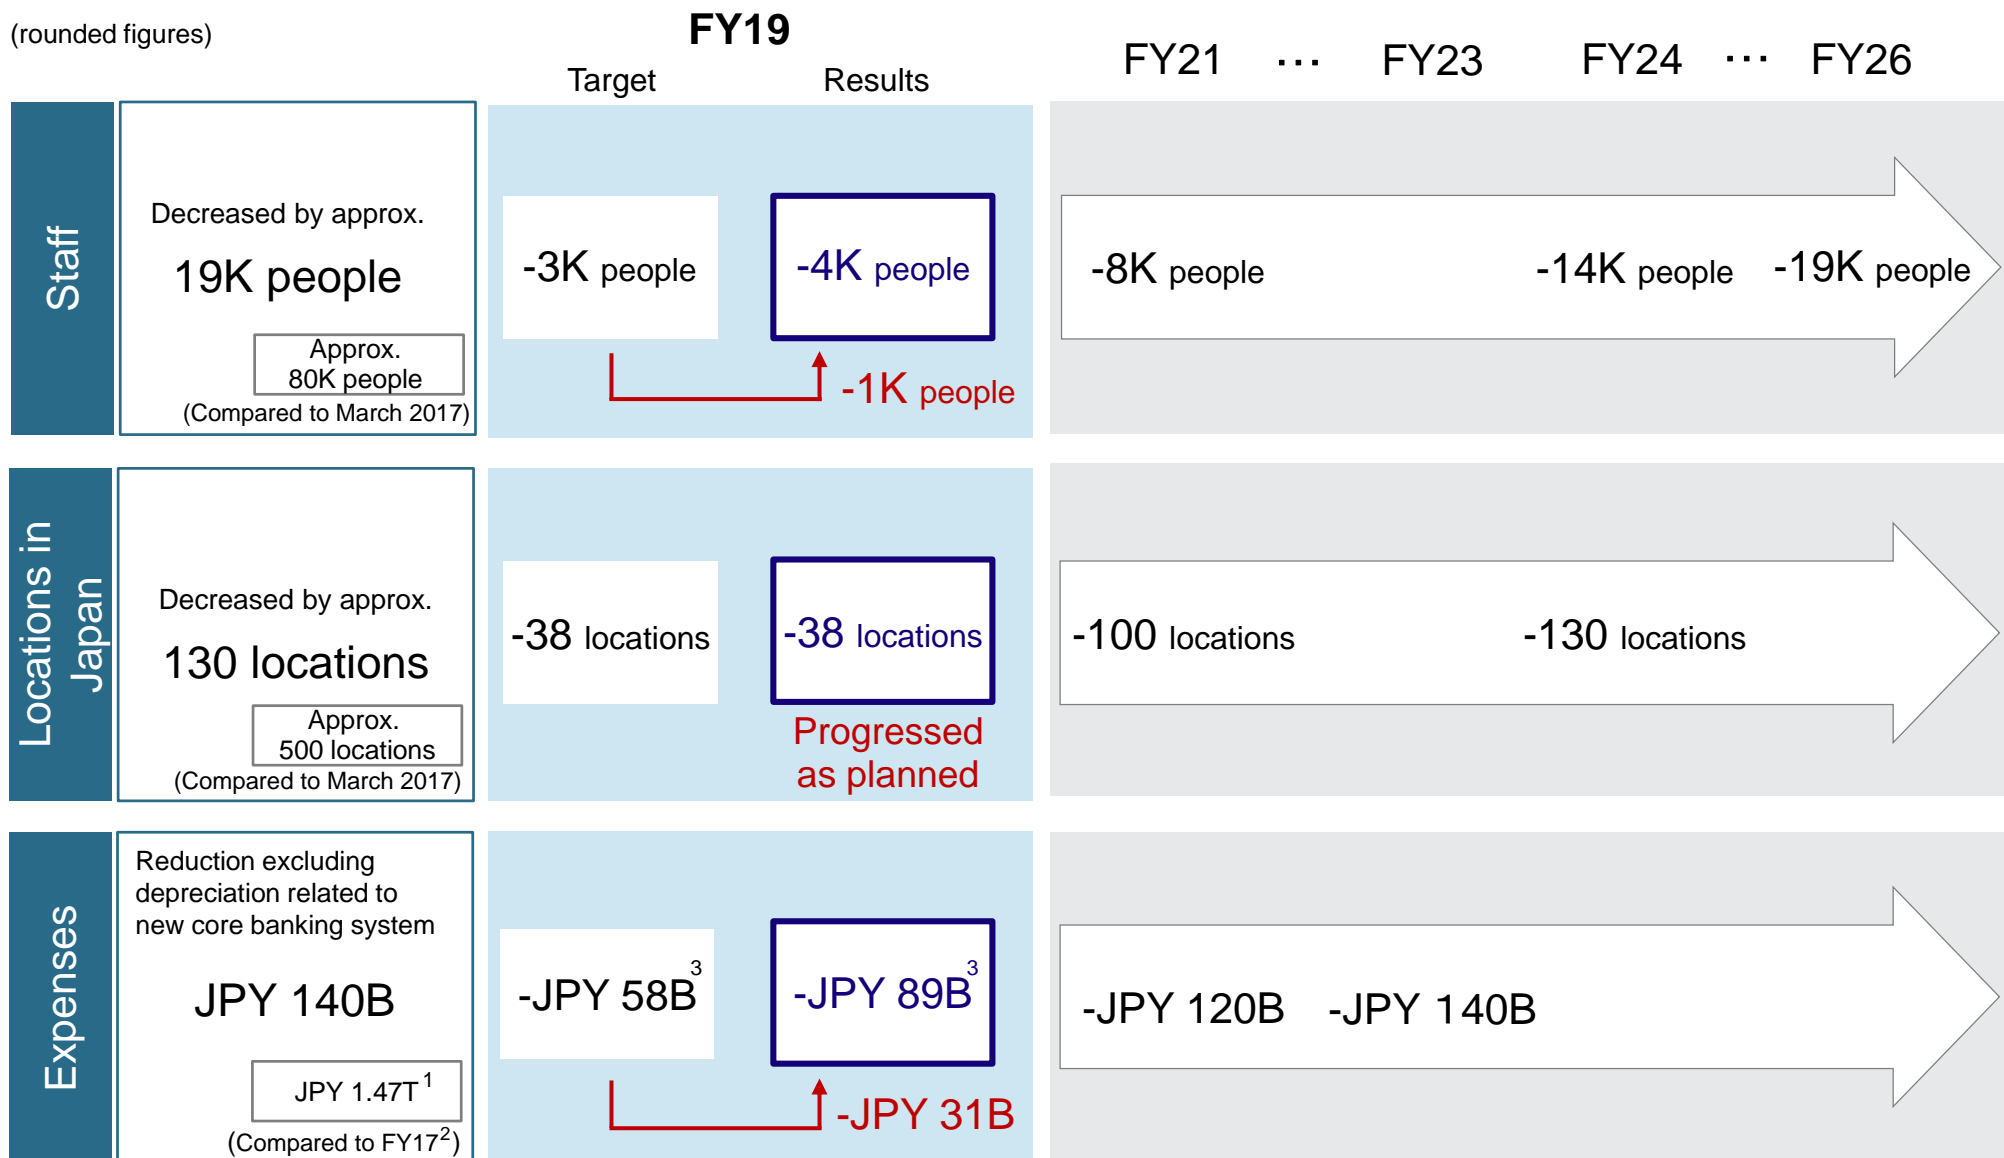 (rounded figures)
FY19
Target
Results
FY21
...
FY23
FY24
...
FY26
Staff
Decreased by approx.
19K people
Approx.
80K people
(Compared to March 2017)
-3K people
-4K people
-1K people
-8K people
-14K people
-19K people
Locations in
Japan
Decreased by approx.
130 locations
Approx.
500 locations
(Compared to March 2017)
-38 locations
-38 locations
Progressed
as planned
-100 locations
-130 locations
Expenses
Reduction excluding
depreciation related to
new core banking system
JPY 140B
JPY 1.47T1
(Compared to FY172)
-JPY 58B3
-JPY 89B3
-JPY 31B
-JPY 120B
-JPY 140B